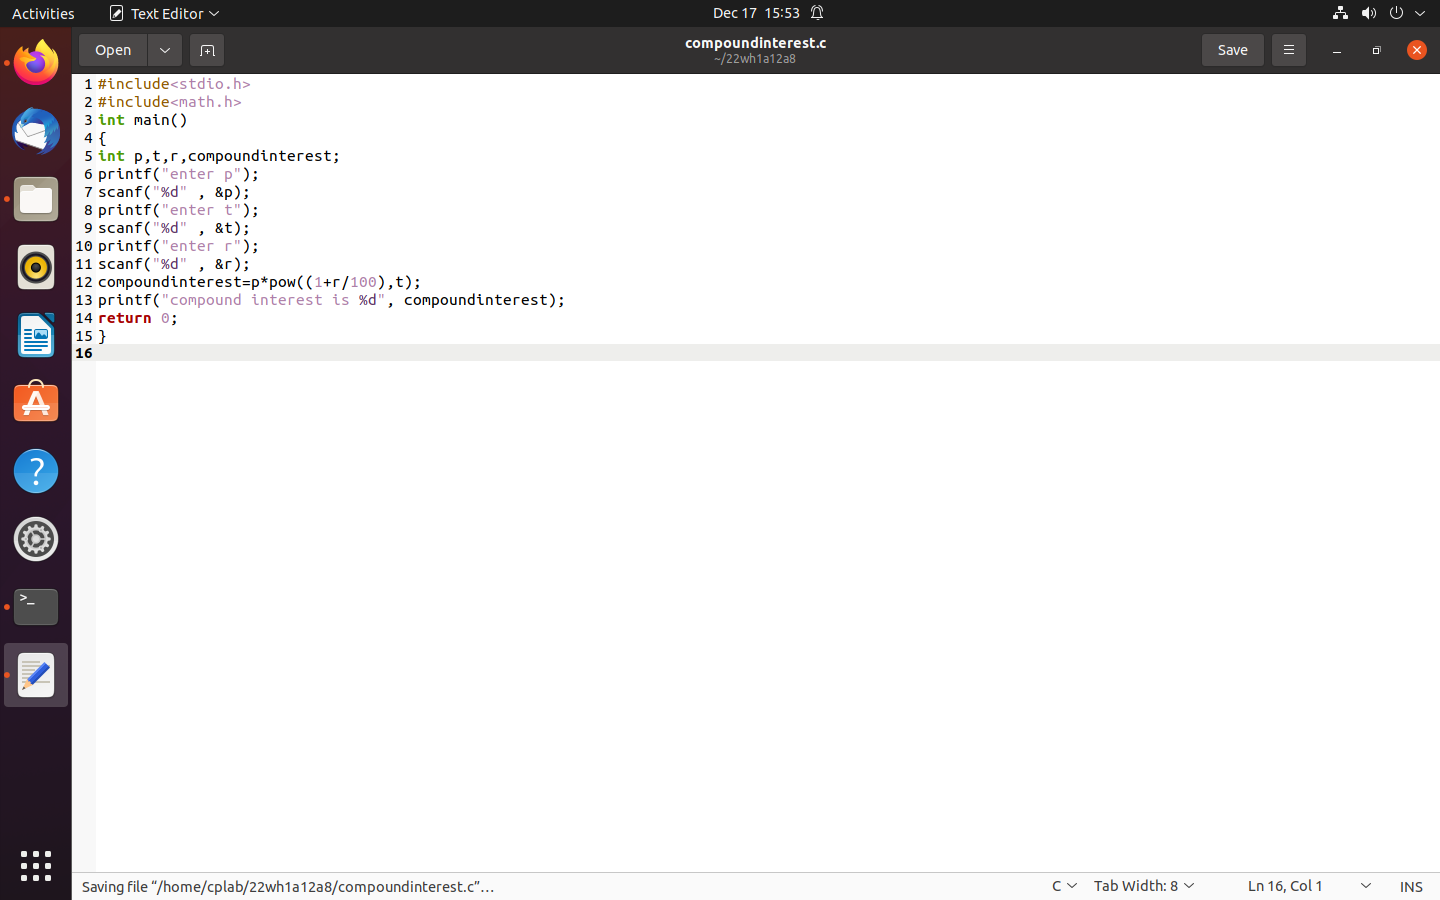 Activities Text Editor Dec 17 15:53
Open compoundinterest.c Save
~/22wh1a12a8
1 #include<stdio.h>
2 #include<math.h>
3 int main()
4 {
5 int p,t,r,compoundinterest;
6 printf("enter p");
7 scanf("%d" , &p);
8 printf("enter t");
9 scanf("%d" , &t);
10 printf("enter r");
11 scanf("%d" , &r);
12 compoundinterest=p*pow((1+r/100),t);
13 printf("compound interest is %d", compoundinterest);
14 return 0;
15 }
16
Saving file “/home/cplab/22wh1a12a8/compoundinterest.c”… C Tab Width: 8 Ln 16, Col 1 INS